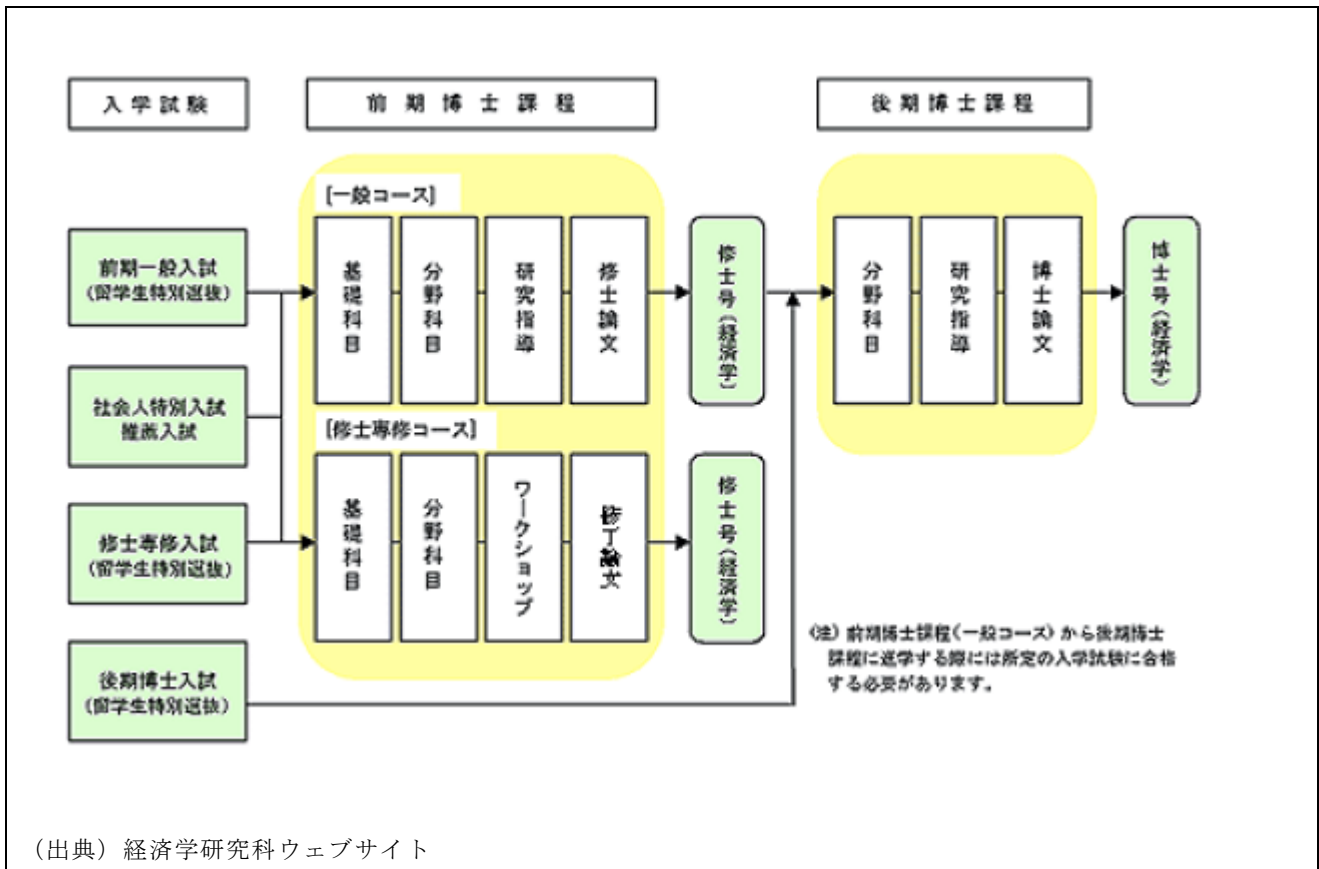 入学試験
前期博士課程
後期博士課程
[一般コース]
前期一般入試
(留学生特別選抜)
基礎科目
分野科目
研究指導
修士論文
修士号(経済学)
分野科目
研究指導
博士論文
博士号(経済学)
社会人特別入試
推薦入試
[修士専修コース]
修士専修入試
(留学生特別選抜)
基礎科目
分野科目
ワークショップ
修了論文
修士号(経済学)
後期博士入試
(留学生特別選抜)
(注)前期博士課程(一般コース)から後期博士
課程に進学する際には所定の入学試験に合格
する必要があります。
(出典)経済学研究科ウェブサイト